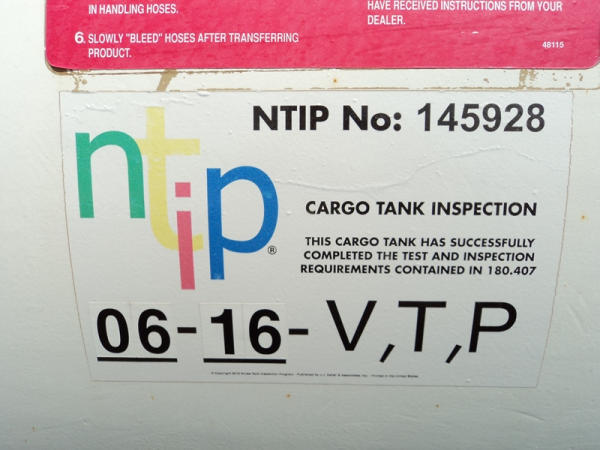 IN HANDLING HOSES.
6. SLOWLY "BLEED" HOSES AFTER TRANSFERRING
PRODUCT.
HAVE RECEIVED INSTRUCTIONS FROM YOUR
DEALER.
48115
ntip®
NTIP No: 145928
CARGO TANK INSPECTION
THIS CARGO TANK HAS SUCCESSFULLY
COMPLETED THE TEST AND INSPECTION
REQUIREMENTS CONTAINED IN 180.407
06-16-V,T,P